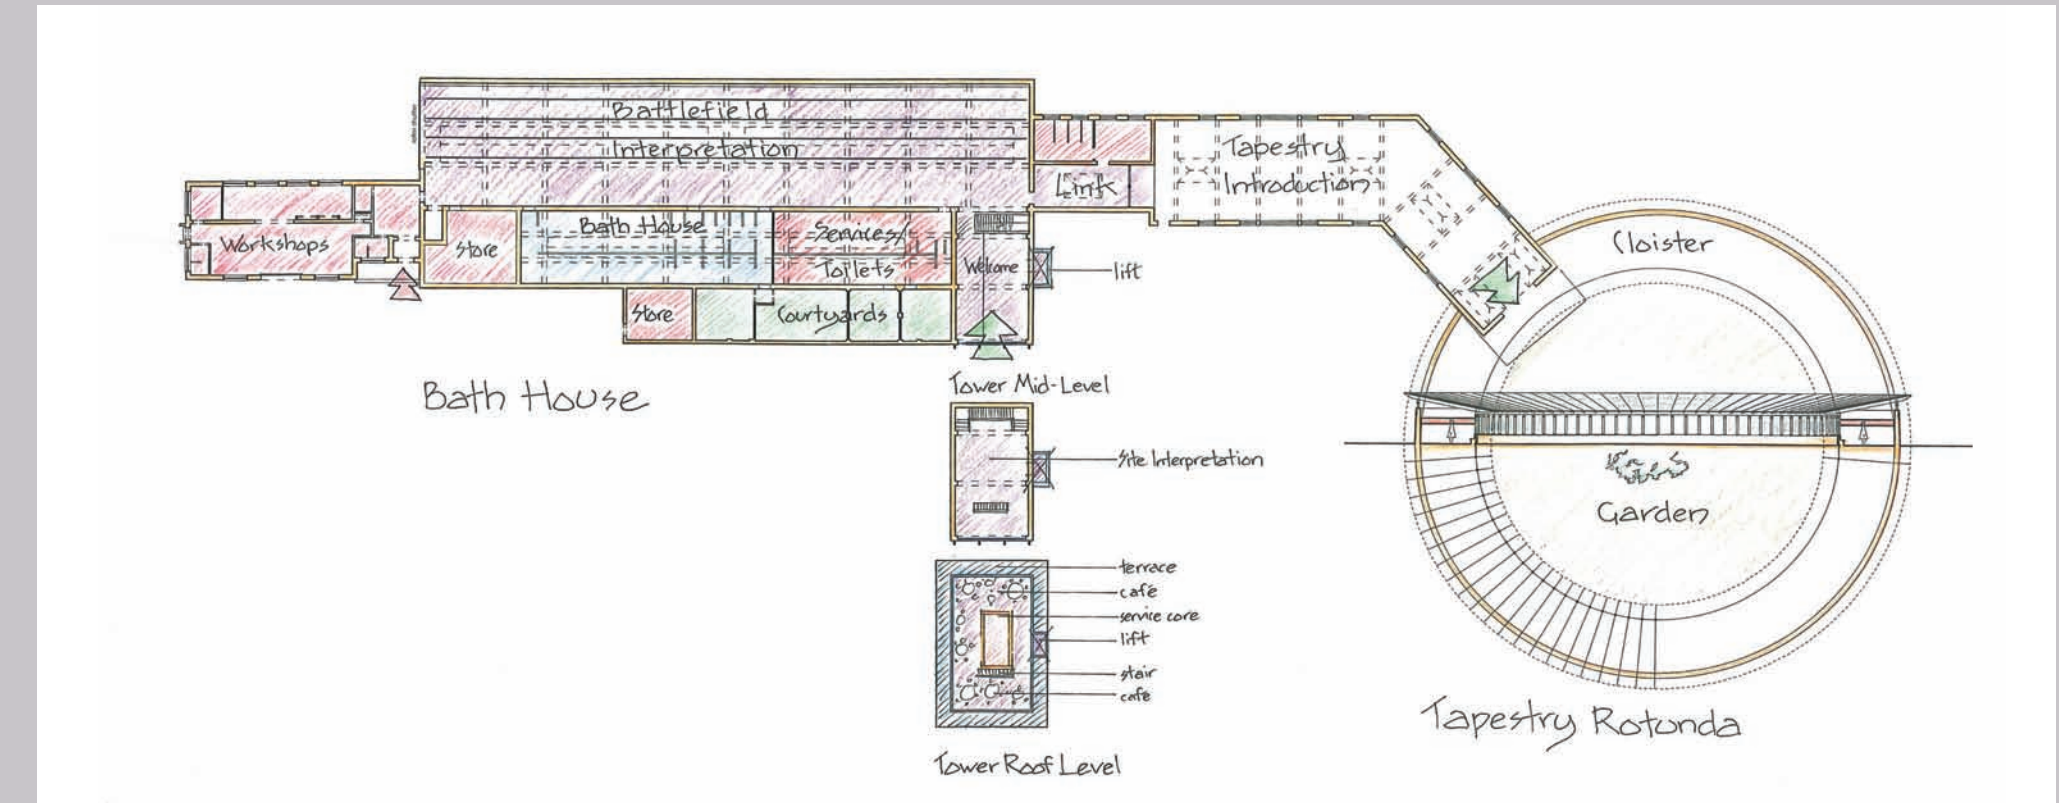 Battlefield
Interpretation
Tapestry
Introduction
Link
Cloister
Workshops
Store
Bath House
Services/
Toilets
Welcome
lift
Store
Courtyards
Bath House
Tower Mid-Level
Site Interpretation
Garden
terrace
café
service core
lift
stair
café
Tapestry Rotunda
Tower Roof Level